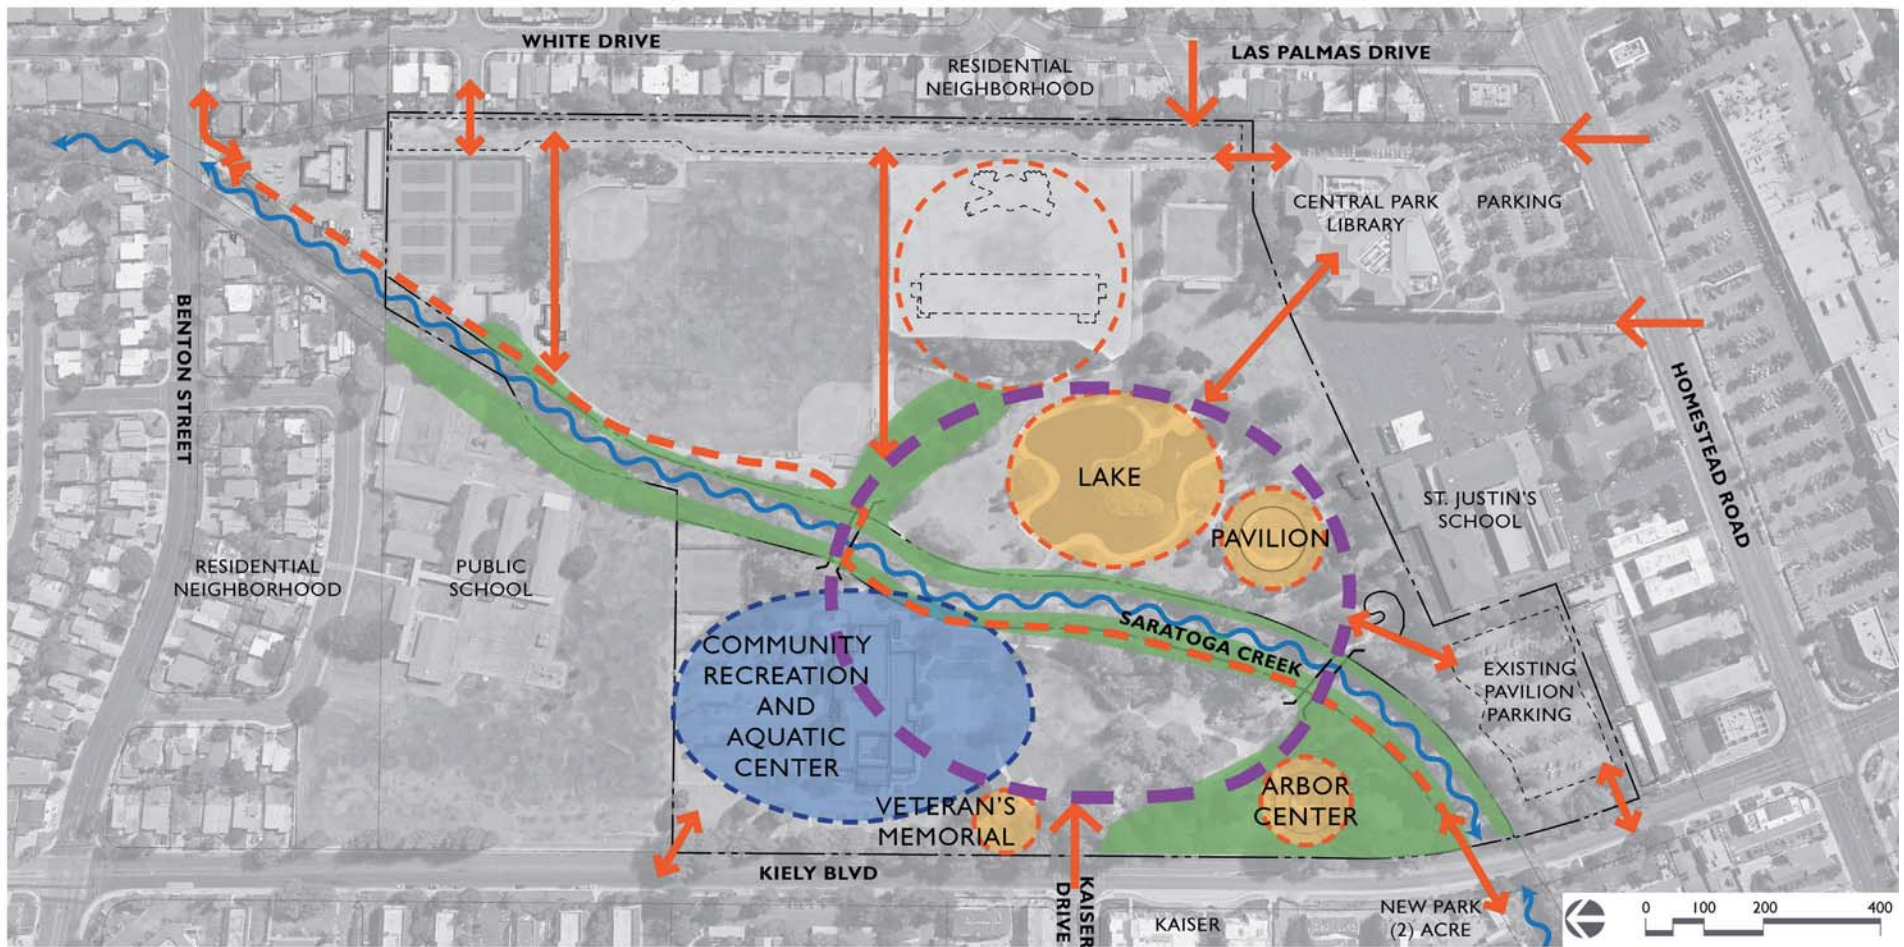 WHITE DRIVE
LAS PALMAS DRIVE
RESIDENTIAL
NEIGHBORHOOD
CENTRAL PARK
LIBRARY
PARKING
BENTON STREET
HOMESTEAD ROAD
LAKE
PAVILION
ST. JUSTIN'S
SCHOOL
RESIDENTIAL
NEIGHBORHOOD
PUBLIC
SCHOOL
COMMUNITY
RECREATION
AND
AQUATIC
CENTER
SARATOGA CREEK
EXISTING
PAVILION
PARKING
VETERAN'S
MEMORIAL
ARBOR
CENTER
KIELY BLVD
KAISER
DRIVE
KAISER
NEW PARK
(2) ACRE
0 100 200 400